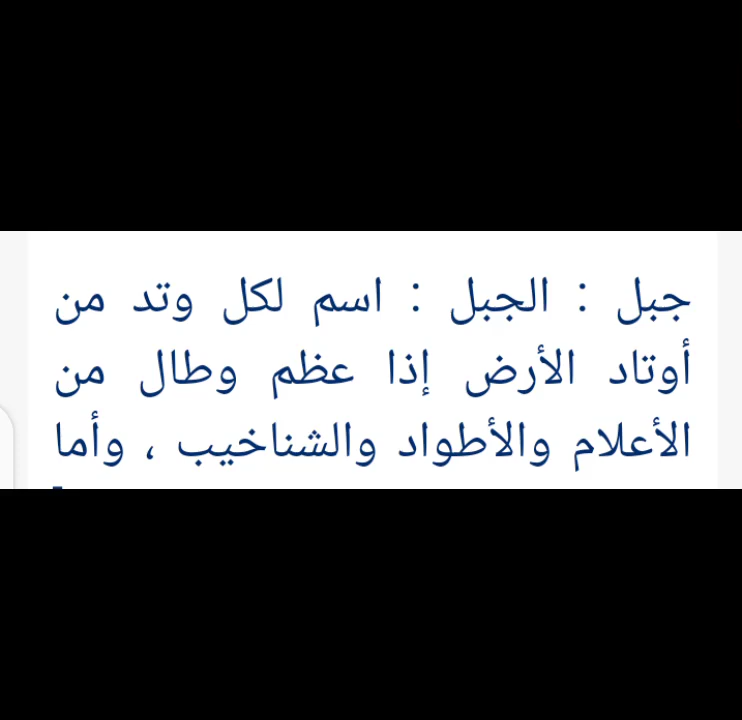 جبل : الجبل : اسم لكل وتد من
أوتاد الأرض إذا عظم وطال من
الأعلام والأطواد والشناخيب ، وأما